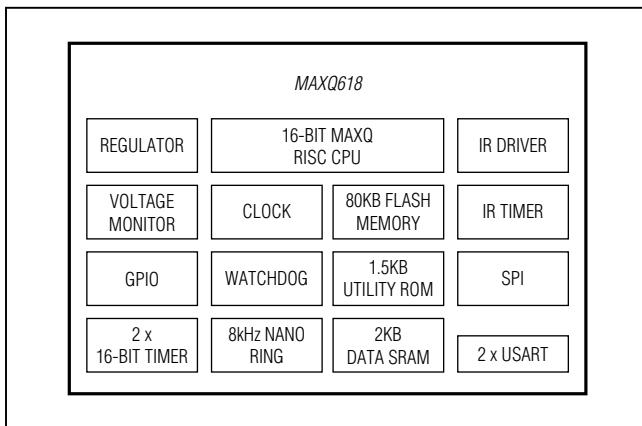 MAXQ618
REGULATOR
16-BIT MAXQ
RISC CPU
IR DRIVER
VOLTAGE
MONITOR
CLOCK
80KB FLASH
MEMORY
IR TIMER
GPIO
WATCHDOG
1.5KB
UTILITY ROM
SPI
2 x
16-BIT TIMER
8kHz NANO
RING
2KB
DATA SRAM
2 x USART